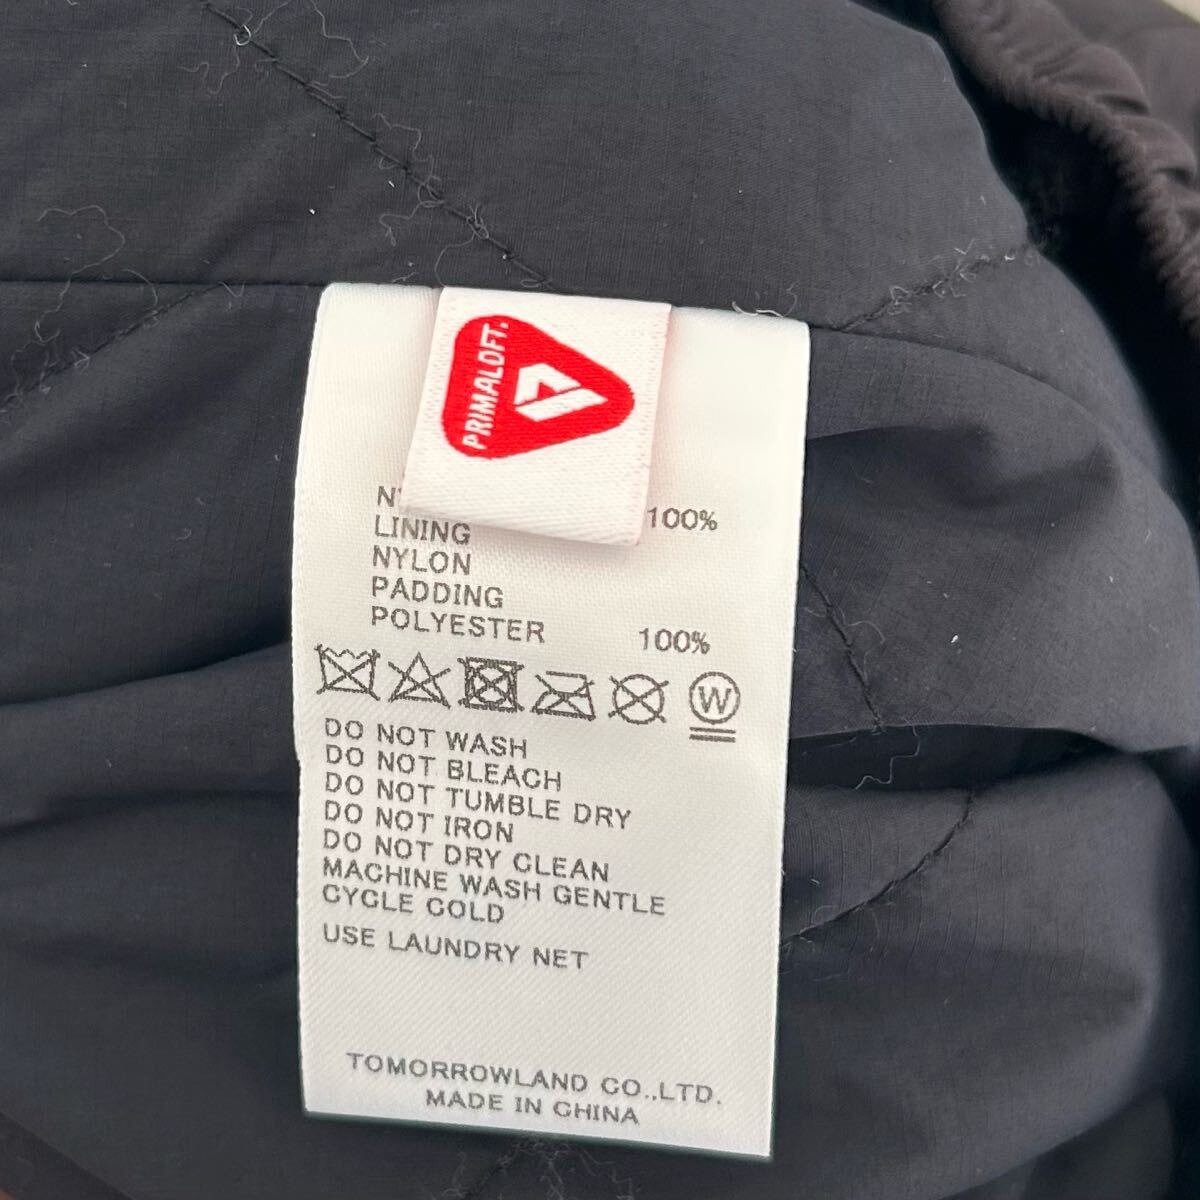 PRIMALOFT.
100%
LINING
NYLON
PADDING
POLYESTER 100%
W
DO NOT WASH
DO NOT BLEACH
DO NOT TUMBLE DRY
DO NOT IRON
DO NOT DRY CLEAN
MACHINE WASH GENTLE
CYCLE COLD
USE LAUNDRY NET
TOMORROWLAND CO.,LTD.
MADE IN CHINA